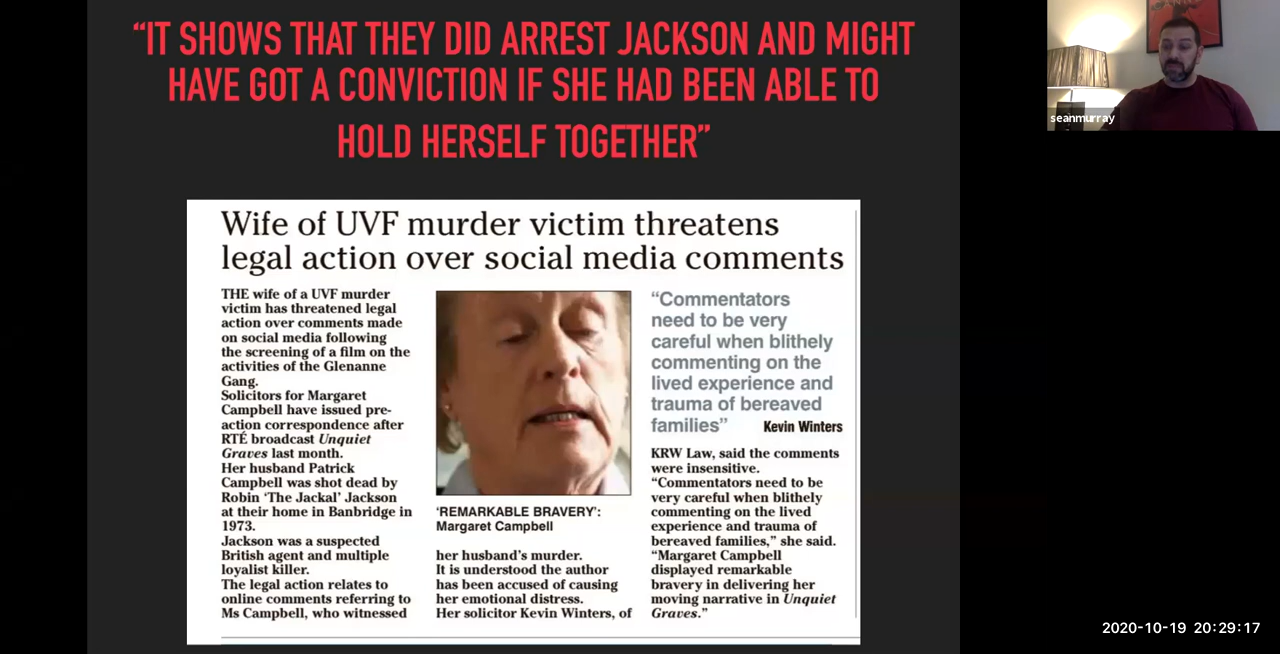 “IT SHOWS THAT THEY DID ARREST JACKSON AND MIGHT
HAVE GOT A CONVICTION IF SHE HAD BEEN ABLE TO
HOLD HERSELF TOGETHER”
seanmurray
Wife of UVF murder victim threatens
legal action over social media comments
THE wife of a UVF murder
victim has threatened legal
action over comments made
on social media following
the screening of a film on the
activities of the Glenanne
Gang.
Solicitors for Margaret
Campbell have issued pre-
action correspondence after
RTÉ broadcast Unquiet
Graves last month.
Her husband Patrick
Campbell was shot dead by
Robin ‘The Jackal’ Jackson
at their home in Banbridge in
1973.
Jackson was a suspected
British agent and multiple
loyalist killer.
The legal action relates to
online comments referring to
Ms Campbell, who witnessed
‘REMARKABLE BRAVERY’:
Margaret Campbell
her husband’s murder.
It is understood the author
has been accused of causing
her emotional distress.
Her solicitor Kevin Winters, of
“Commentators
need to be very
careful when blithely
commenting on the
lived experience and
trauma of bereaved
families” Kevin Winters
KRW Law, said the comments
were insensitive.
“Commentators need to be
very careful when blithely
commenting on the lived
experience and trauma of
bereaved families,” she said.
“Margaret Campbell
displayed remarkable
bravery in delivering her
moving narrative in Unquiet
Graves.”
2020-10-19 20:29:17